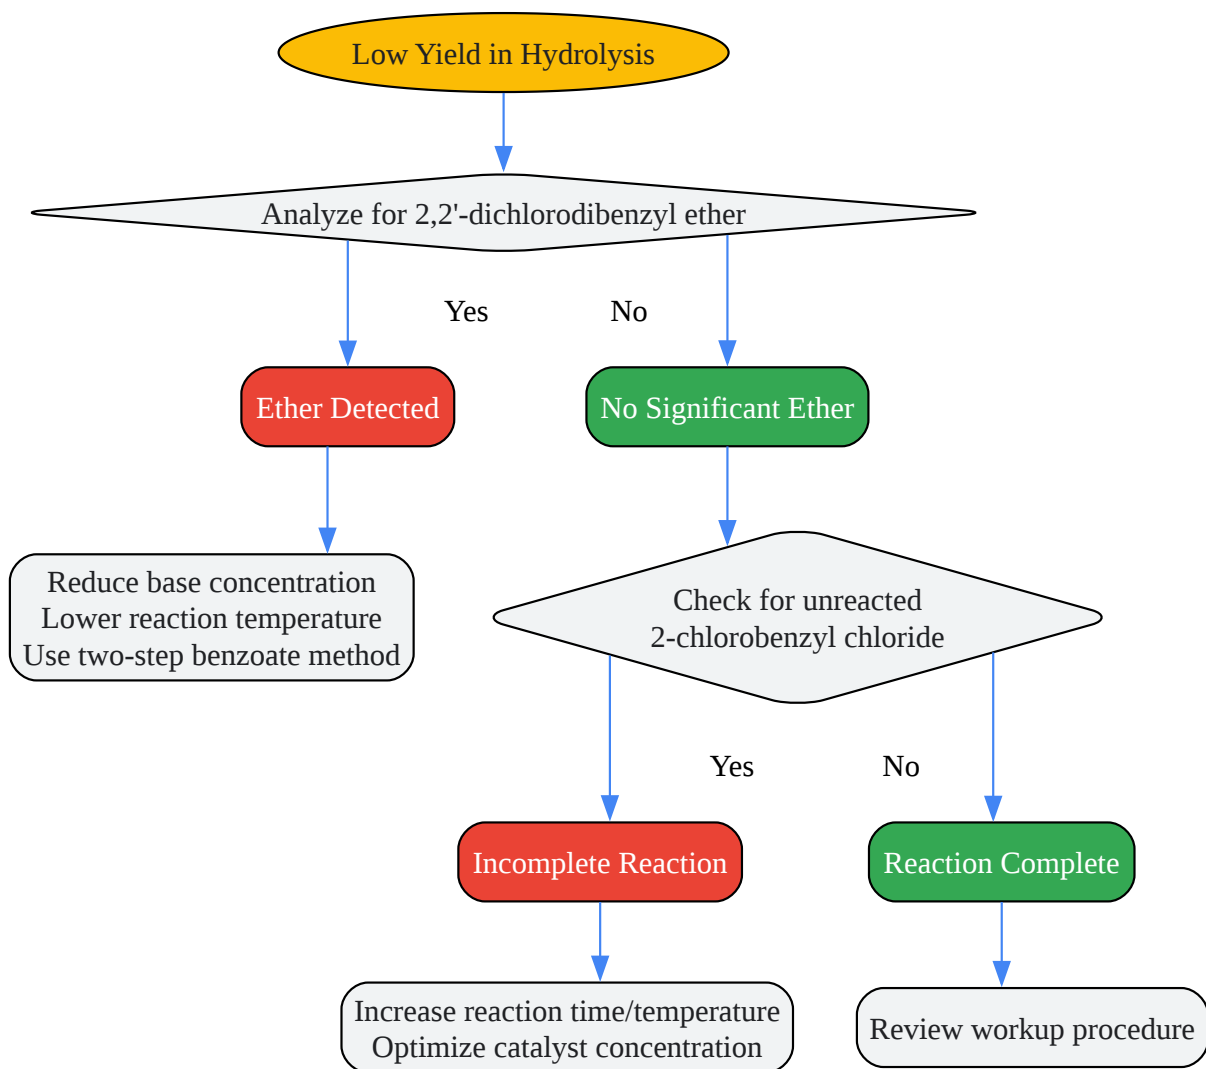 Low Yield in Hydrolysis
Analyze for 2,2'-dichlorodibenzyl ether
Yes
No
Ether Detected
No Significant Ether
Reduce base concentration
Lower reaction temperature
Use two-step benzoate method
Check for unreacted
2-chlorobenzyl chloride
Yes
No
Incomplete Reaction
Reaction Complete
Increase reaction time/temperature
Optimize catalyst concentration
Review workup procedure